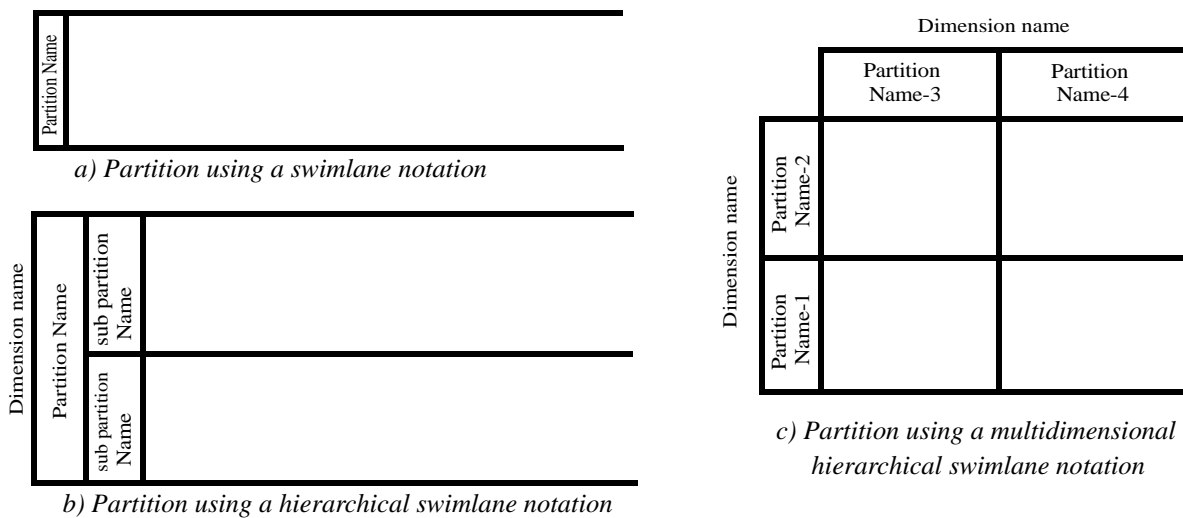 Partition Name
a) Partition using a swimlane notation
Dimension name
Partition Name
sub partition
Name
sub partition
Name
b) Partition using a hierarchical swimlane notation
Dimension name
Partition
Name-3
Partition
Name-4
Dimension name
Partition
Name-2
Partition
Name-1
c) Partition using a multidimensional
hierarchical swimlane notation